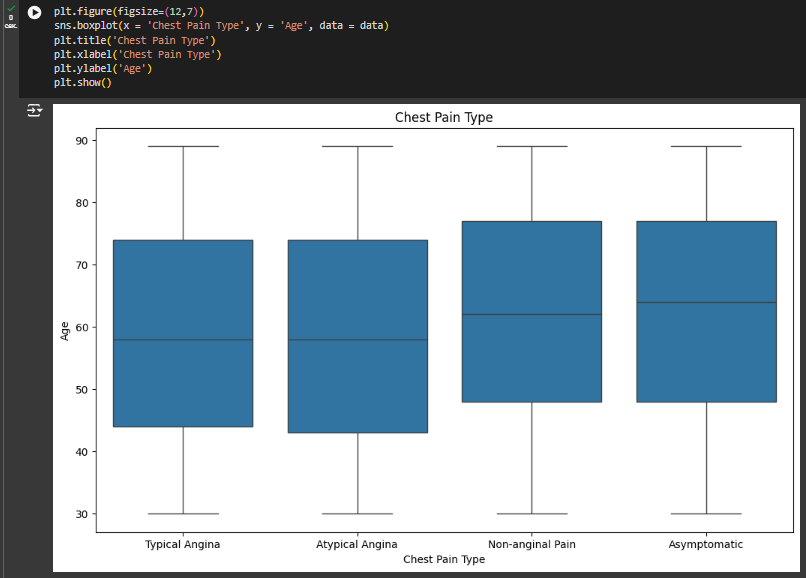 plt.figure(figsize=(12,7))
sns.boxplot(x = 'Chest Pain Type', y = 'Age', data = data)
plt.title('Chest Pain Type')
plt.xlabel('Chest Pain Type')
plt.ylabel('Age')
plt.show()
0
сек.
Chest Pain Type
90
80
70
60
50
40
30
Age
Typical Angina
Atypical Angina
Non-anginal Pain
Asymptomatic
Chest Pain Type